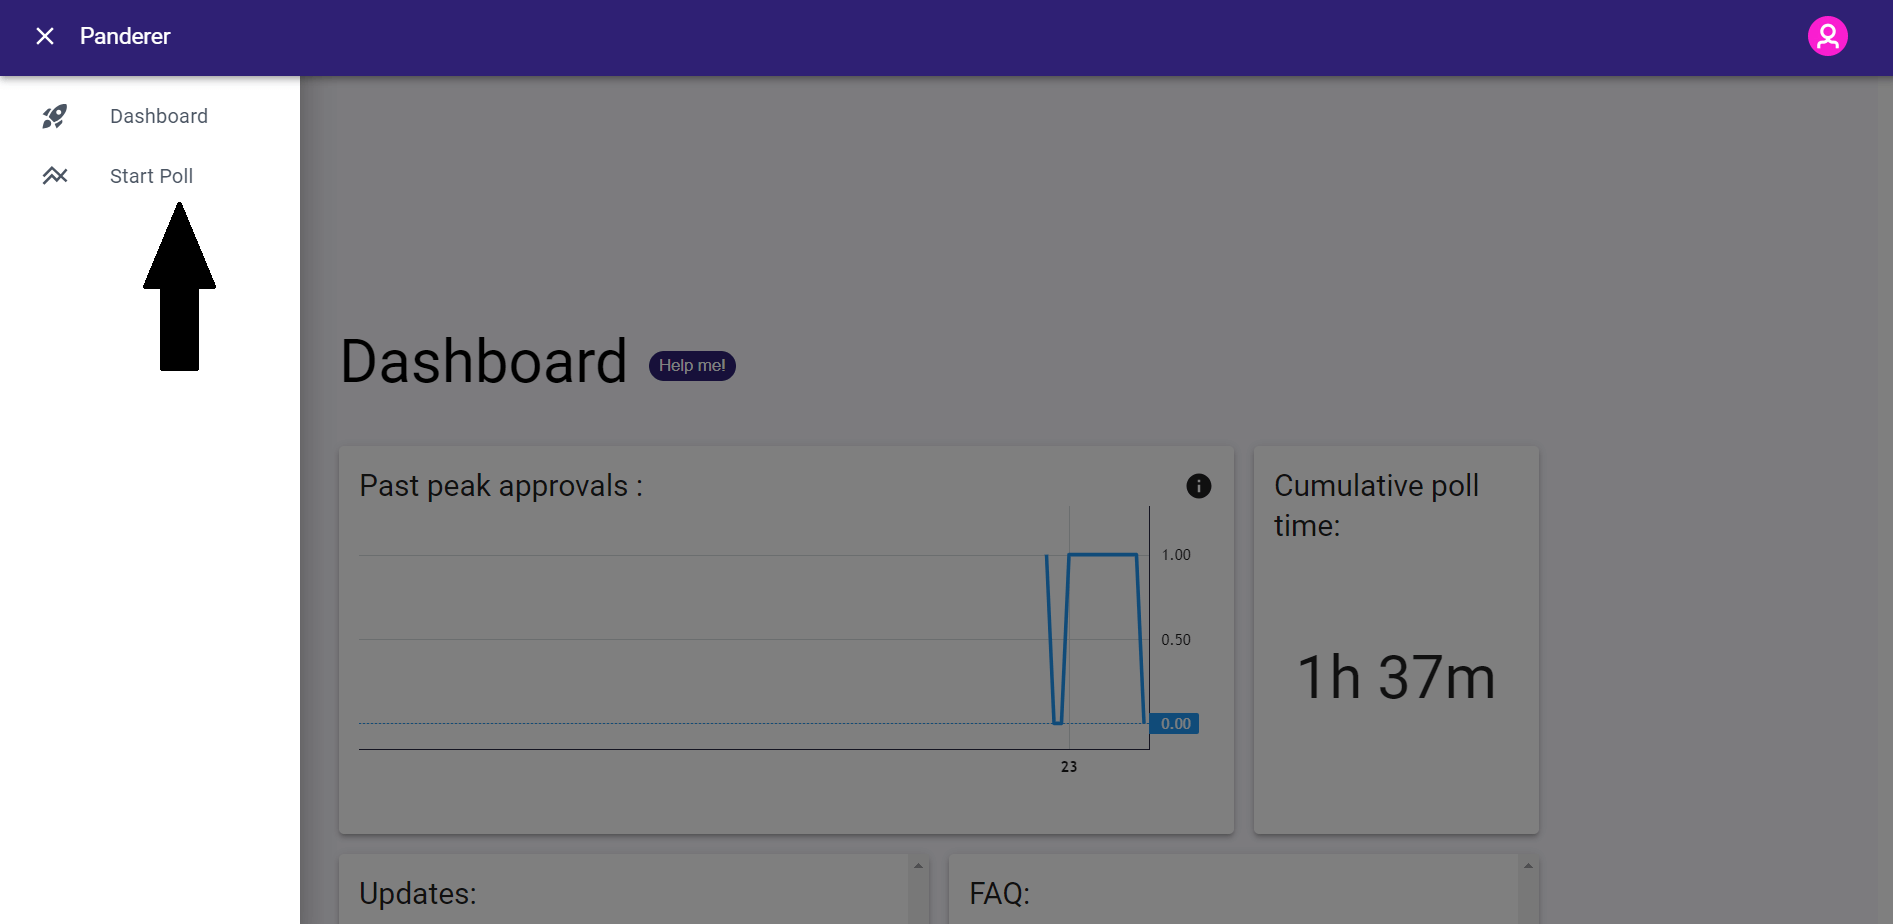 Panderer
Dashboard
Start Poll
Dashboard
Help me!
Past peak approvals :
1.00
0.50
0.00
23
Cumulative poll
time:
1h 37m
Updates:
FAQ: